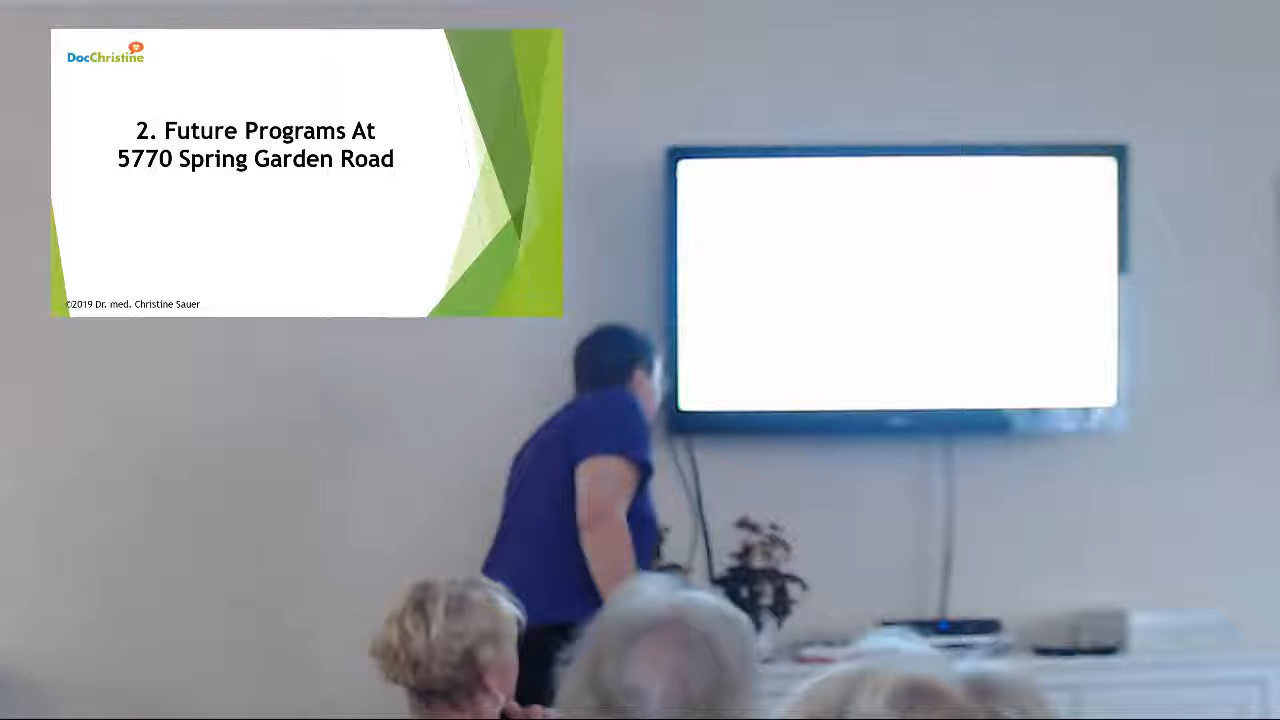 DocChristine
2. Future Programs At
5770 Spring Garden Road
©2019 Dr. med. Christine Sauer